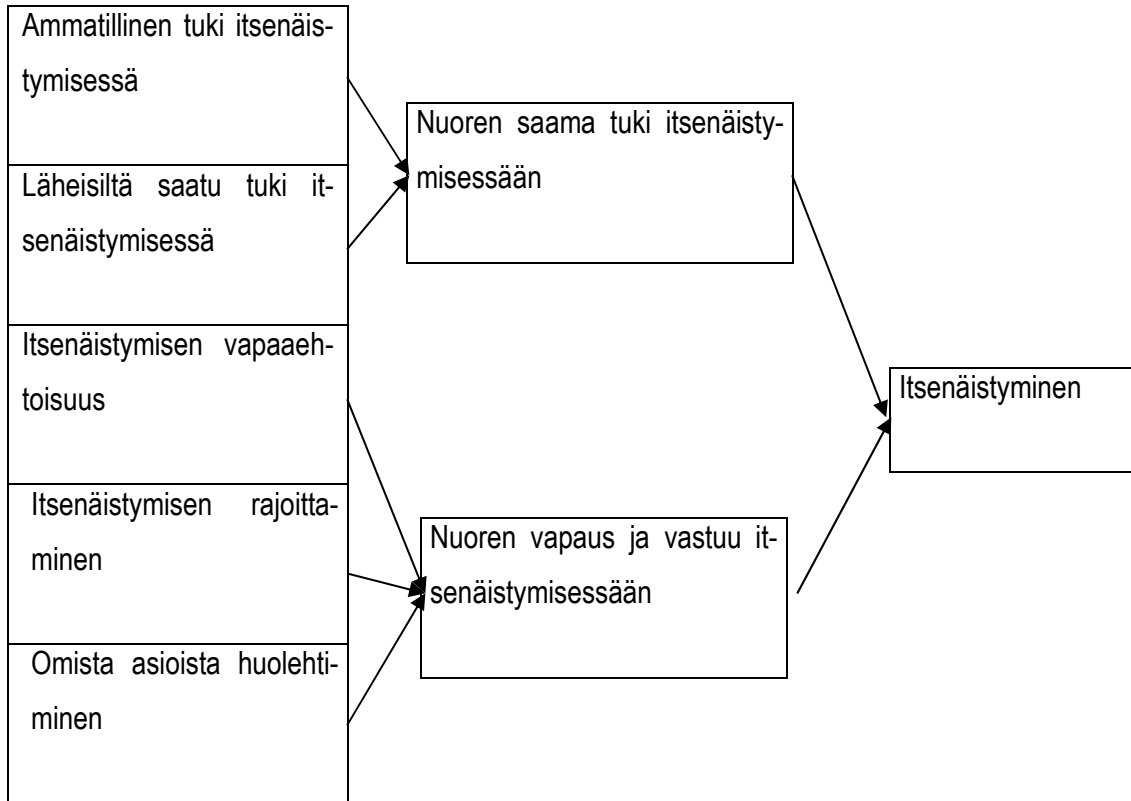 Ammatillinen tuki itsenäis-
tymisessä
Läheisiltä saatu tuki it-
senäistymisessä
Itsenäistymisen vapaaeh-
toisuus
Itsenäistymisen rajoitta-
minen
Omista asioista huolehti-
minen
Nuoren saama tuki itsenäisty-
misessään
Nuoren vapaus ja vastuu it-
senäistymisessään
Itsenäistyminen